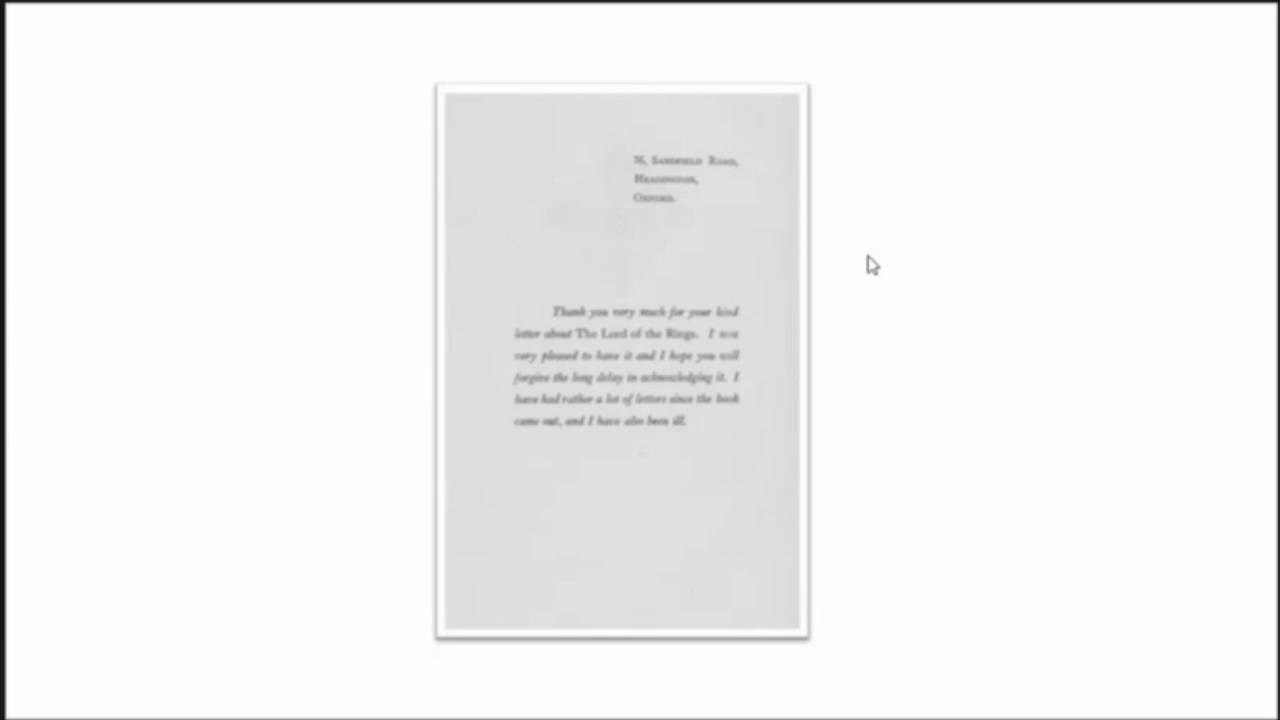 76, Sandfield Road,
Headington,
Oxford.
Thank you very much for your kind
letter about The Lord of the Rings. I was
very pleased to have it and I hope you will
forgive the long delay in acknowledging it. I
have had rather a lot of letters since the book
came out, and I have also been ill.